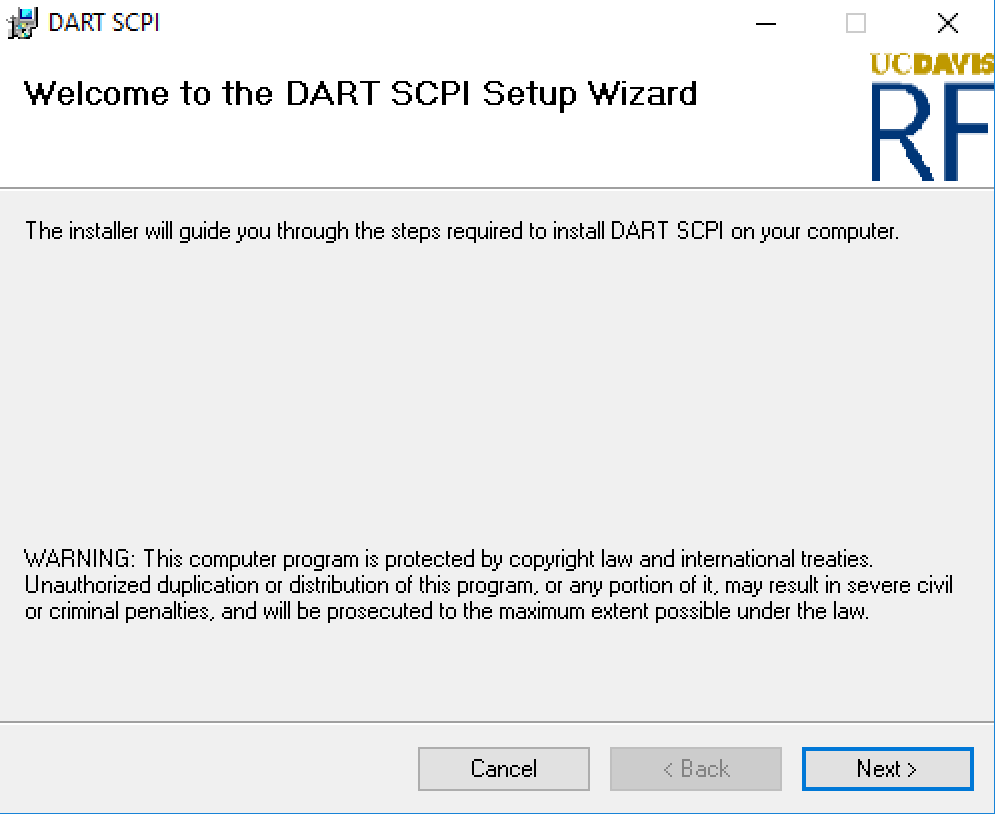 DART SCPI
UCDAVIS
Welcome to the DART SCPI Setup Wizard
RF
The installer will guide you through the steps required to install DART SCPI on your computer.
WARNING: This computer program is protected by copyright law and international treaties.
Unauthorized duplication or distribution of this program, or any portion of it, may result in severe civil
or criminal penalties, and will be prosecuted to the maximum extent possible under the law.
Cancel
< Back
Next >